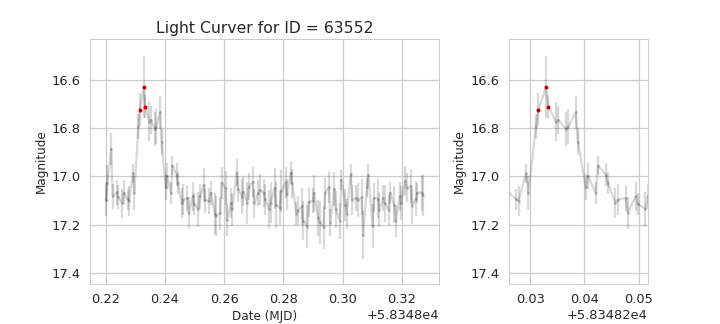 Light Curver for ID = 63552
Magnitude
16.6
16.8
17.0
17.2
17.4
0.22 0.24 0.26 0.28 0.30 0.32
Date (MJD)
+5.8348e4
Magnitude
16.6
16.8
17.0
17.2
17.4
0.03 0.04 0.05
+5.83482e4